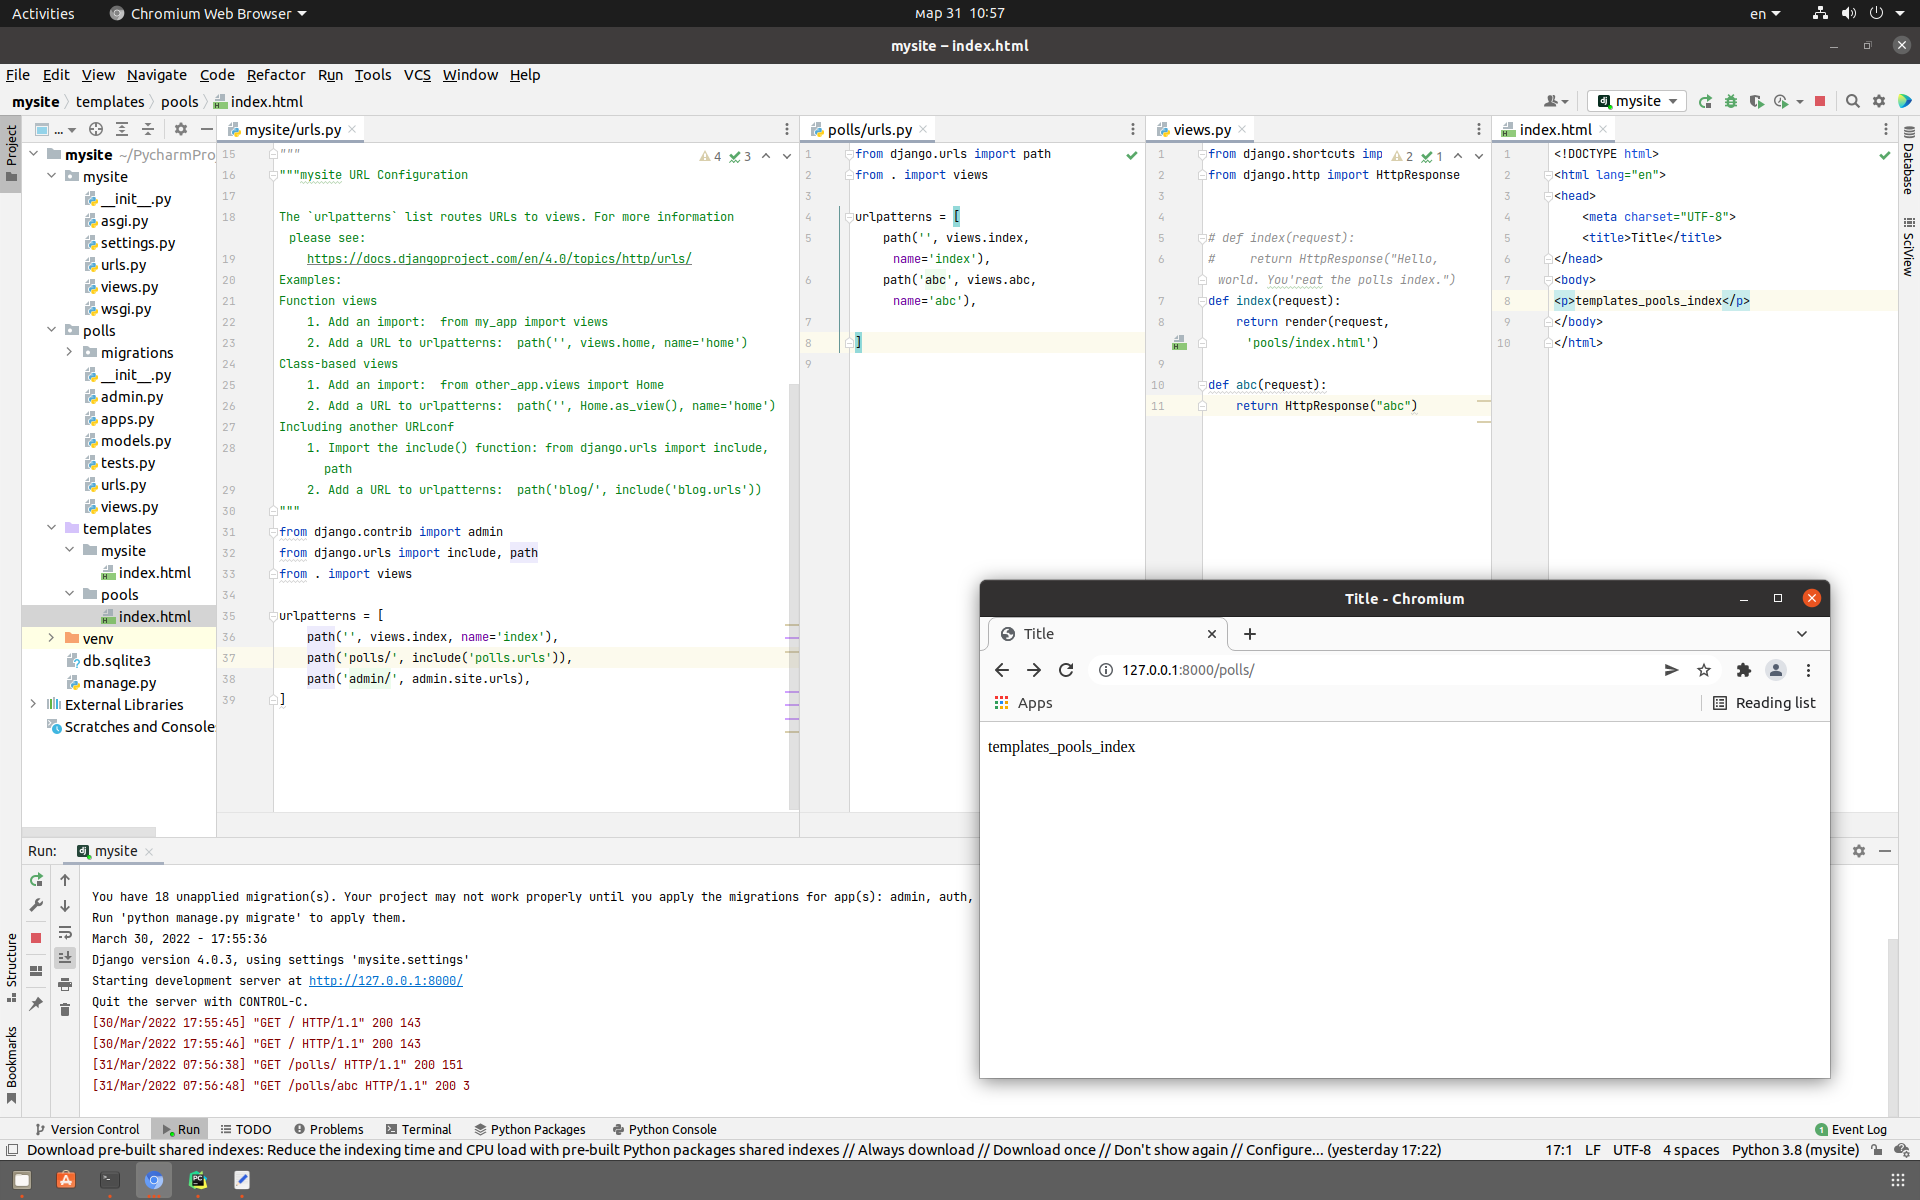 Activities
Chromium Web Browser
мар 31 10:57
en
mysite – index.html
File Edit View Navigate Code Refactor Run Tools VCS Window Help
mysite templates pools index.html
mysite
Project
...
mysite/urls.py
polls/urls.py
views.py
index.html
mysite ~/PycharmPro
mysite
__init__.py
asgi.py
settings.py
urls.py
views.py
wsgi.py
polls
migrations
__init__.py
admin.py
apps.py
models.py
tests.py
urls.py
views.py
templates
mysite
index.html
pools
index.html
venv
db.sqlite3
manage.py
External Libraries
Scratches and Console
4 3
15 """
16 """mysite URL Configuration
17
18 The `urlpatterns` list routes URLs to views. For more information
please see:
19 https://docs.djangoproject.com/en/4.0/topics/http/urls/
20 Examples:
21 Function views
22 1. Add an import:  from my_app import views
23 2. Add a URL to urlpatterns:  path('', views.home, name='home')
24 Class-based views
25 1. Add an import:  from other_app.views import Home
26 2. Add a URL to urlpatterns:  path('', Home.as_view(), name='home')
27 Including another URLconf
28 1. Import the include() function: from django.urls import include,
path
29 2. Add a URL to urlpatterns:  path('blog/', include('blog.urls'))
30 """
31 from django.contrib import admin
32 from django.urls import include, path
33 from . import views
34
35 urlpatterns = [
36 path('', views.index, name='index'),
37 path('polls/', include('polls.urls')),
38 path('admin/', admin.site.urls),
39 ]
1 from django.urls import path
2 from . import views
3
4 urlpatterns = [
5 path('', views.index,
name='index'),
6 path('abc', views.abc,
name='abc'),
7
8 ]
9
1 from django.shortcuts imp
2 1
2 from django.http import HttpResponse
3
4
5 # def index(request):
6 #     return HttpResponse("Hello,
world. You'reat the polls index.")
7 def index(request):
8 return render(request,
'pools/index.html')
9
10 def abc(request):
11 return HttpResponse("abc")
1 <!DOCTYPE html>
2 <html lang="en">
3 <head>
4 <meta charset="UTF-8">
5 <title>Title</title>
6 </head>
7 <body>
8 <p>templates_pools_index</p>
9 </body>
10 </html>
Database
SciView
Title - Chromium
Title
127.0.0.1:8000/polls/
Apps
Reading list
templates_pools_index
Run: mysite
You have 18 unapplied migration(s). Your project may not work properly until you apply the migrations for app(s): admin, auth,
Run 'python manage.py migrate' to apply them.
March 30, 2022 - 17:55:36
Django version 4.0.3, using settings 'mysite.settings'
Starting development server at http://127.0.0.1:8000/
Quit the server with CONTROL-C.
[30/Mar/2022 17:55:45] "GET / HTTP/1.1" 200 143
[30/Mar/2022 17:55:46] "GET / HTTP/1.1" 200 143
[31/Mar/2022 07:56:38] "GET /polls/ HTTP/1.1" 200 151
[31/Mar/2022 07:56:48] "GET /polls/abc HTTP/1.1" 200 3
Structure
Bookmarks
Version Control Run TODO Problems Terminal Python Packages Python Console
1 Event Log
Download pre-built shared indexes: Reduce the indexing time and CPU load with pre-built Python packages shared indexes // Always download // Download once // Don't show again // Configure... (yesterday 17:22)
17:1 LF UTF-8 4 spaces Python 3.8 (mysite)